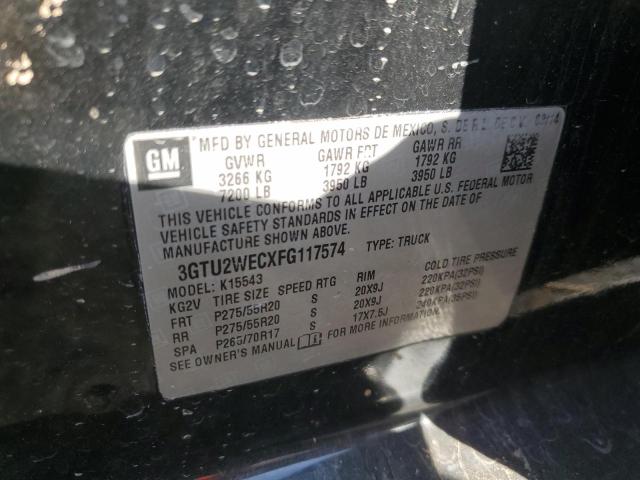 GM
MFD BY GENERAL MOTORS DE MEXICO, S. DE R.L. DE C.V. 09/14
GVWR GAWR FRT GAWR RR
3266 KG 1792 KG 1792 KG
7200 LB 3950 LB 3950 LB
THIS VEHICLE CONFORMS TO ALL APPLICABLE U.S. FEDERAL MOTOR
VEHICLE SAFETY STANDARDS IN EFFECT ON THE DATE OF
MANUFACTURE SHOWN ABOVE.
3GTU2WECXFG117574 TYPE: TRUCK
MODEL: K15543
KG2V TIRE SIZE SPEED RTG RIM COLD TIRE PRESSURE
FRT P275/55R20 S 20X9J 220KPA(32PSI)
RR P275/55R20 S 20X9J 220KPA(32PSI)
SPA P265/70R17 S 17X7.5J 240KPA(35PSI)
SEE OWNER'S MANUAL FOR MORE INFORMATION.